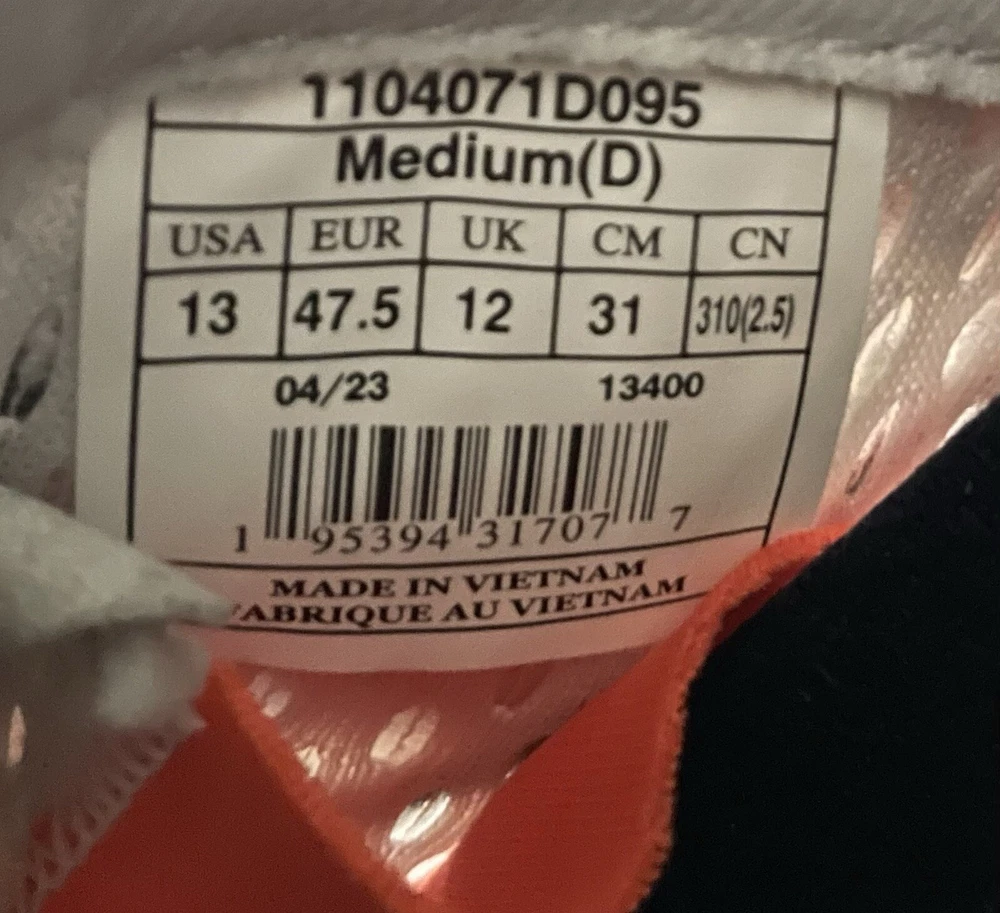 1104071D095
Medium(D)
USA EUR UK CM CN
13 47.5 12 31 310(2.5)
04/23 13400
1 95394 31707 7
MADE IN VIETNAM
FABRIQUE AU VIETNAM